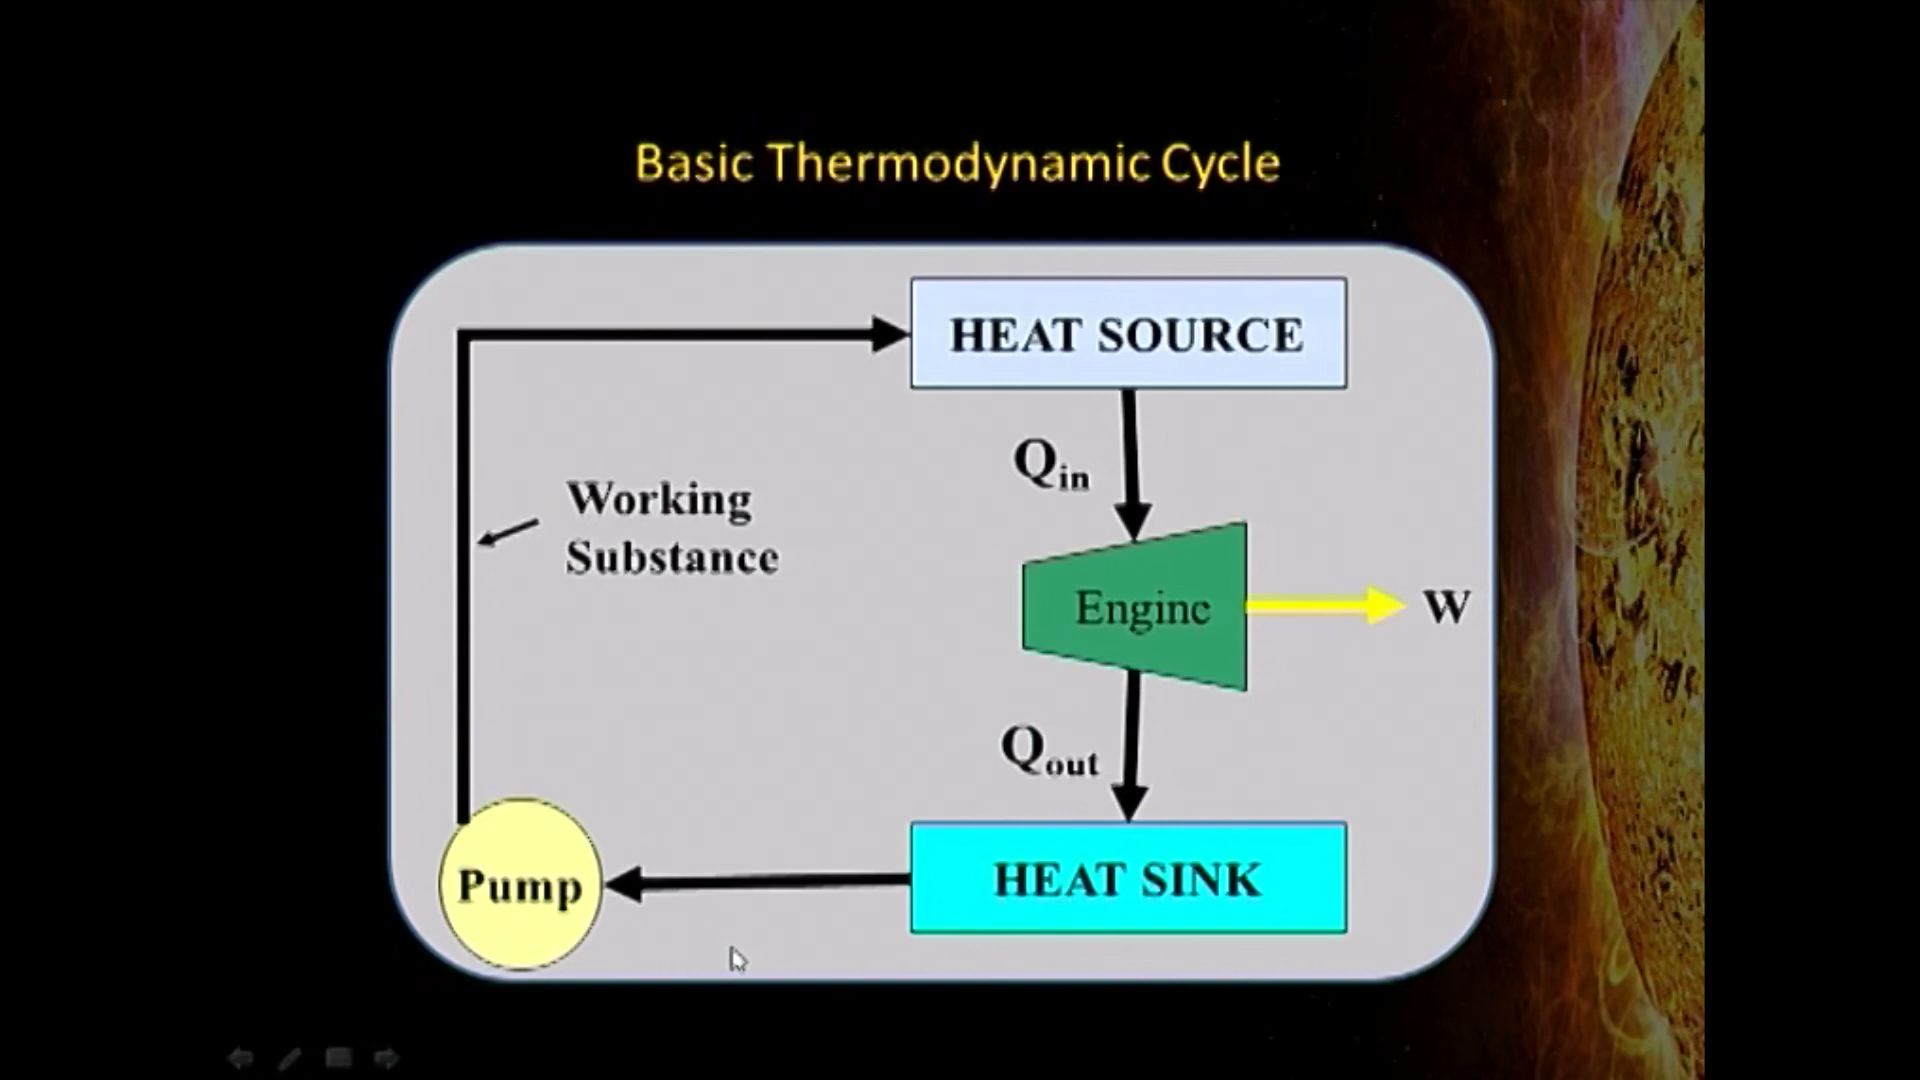 Basic Thermodynamic Cycle
HEAT SOURCE
Qin
Working
Substance
Engine
W
Qout
Pump
HEAT SINK